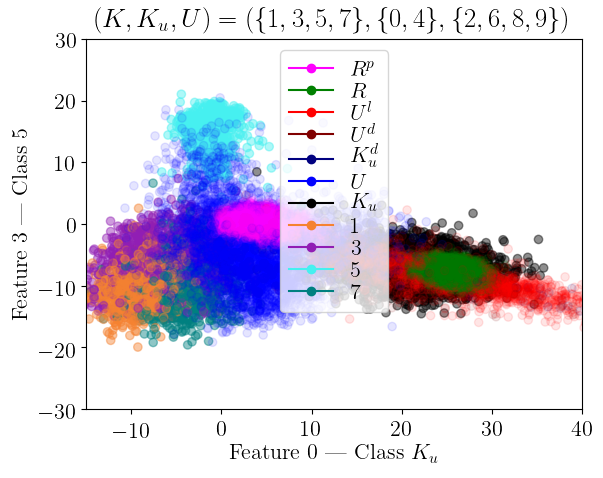 (K, K_u, U) = ({1, 3, 5, 7}, {0, 4}, {2, 6, 8, 9})
30
20
10
0
−10
−20
−30
Feature 3 — Class 5
R^p
R
U^l
U^d
K_u^d
U
K_u
1
3
5
7
−10
0
10
20
30
40
Feature 0 — Class K_u